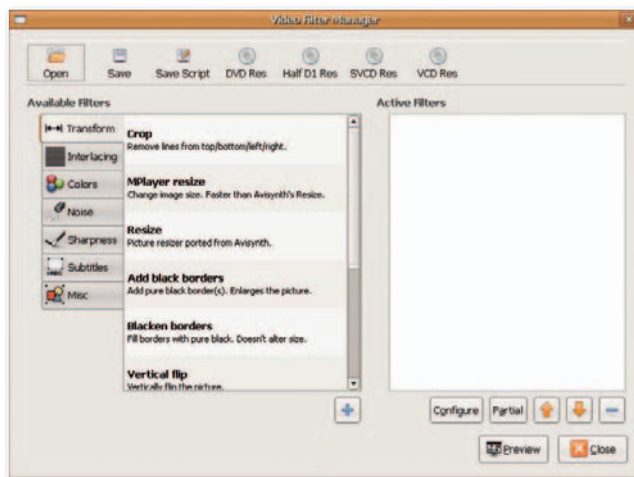 Video Filter Manager
Open
Save
Save Script
DVD Res
Half D1 Res
SVCD Res
VCD Res
Available Filters
Active Filters
Transform
Interlacing
Colors
Noise
Sharpness
Subtitles
Misc
Crop
Remove lines from top/bottom/left/right.
MPlayer resize
Change image size. Faster than Avisynth's Resize.
Resize
Picture resizer ported from Avisynth.
Add black borders
Add pure black border(s). Enlarges the picture.
Blacken borders
Fill borders with pure black. Doesn't alter size.
Vertical flip
Vertically flip the picture.
Configure
Partial
Preview
Close